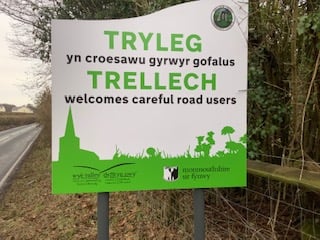 TRYLEG
yn croesawu gyrwyr gofalus
TRELLECH
welcomes careful road users
monmouthshire
sir fynwy